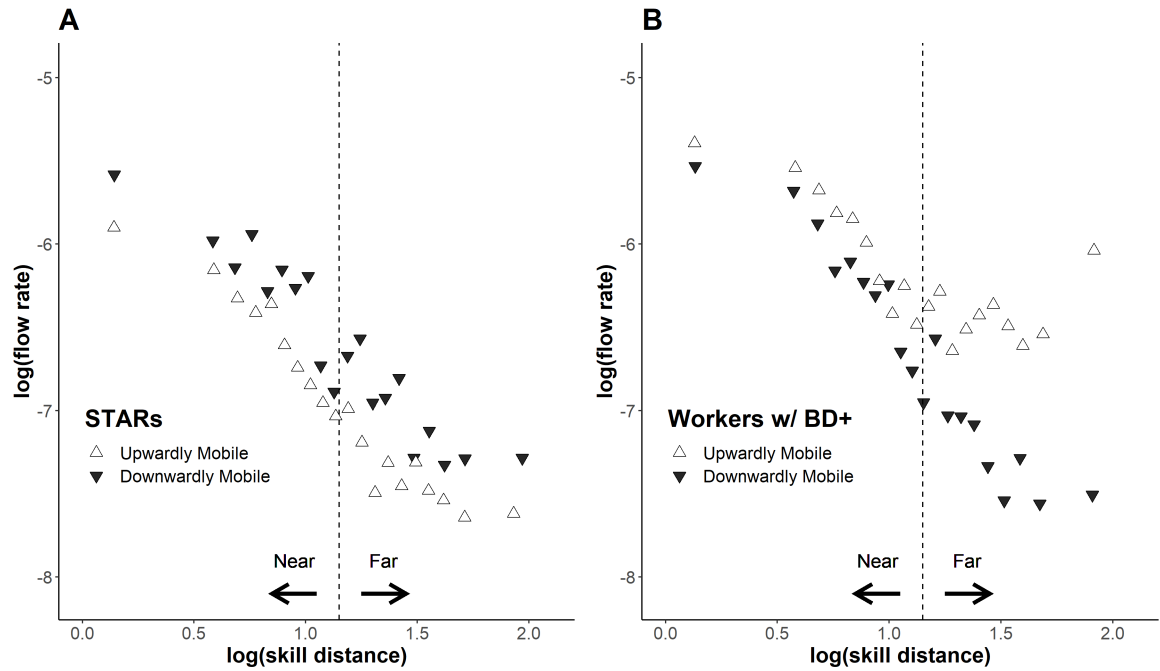 A
-5
-6
-7
-8
log(flow rate)
STARs
Upwardly Mobile
Downwardly Mobile
Near
Far
0.0 0.5 1.0 1.5 2.0
log(skill distance)
B
-5
-6
-7
-8
log(flow rate)
Workers w/ BD+
Upwardly Mobile
Downwardly Mobile
Near
Far
0.0 0.5 1.0 1.5 2.0
log(skill distance)